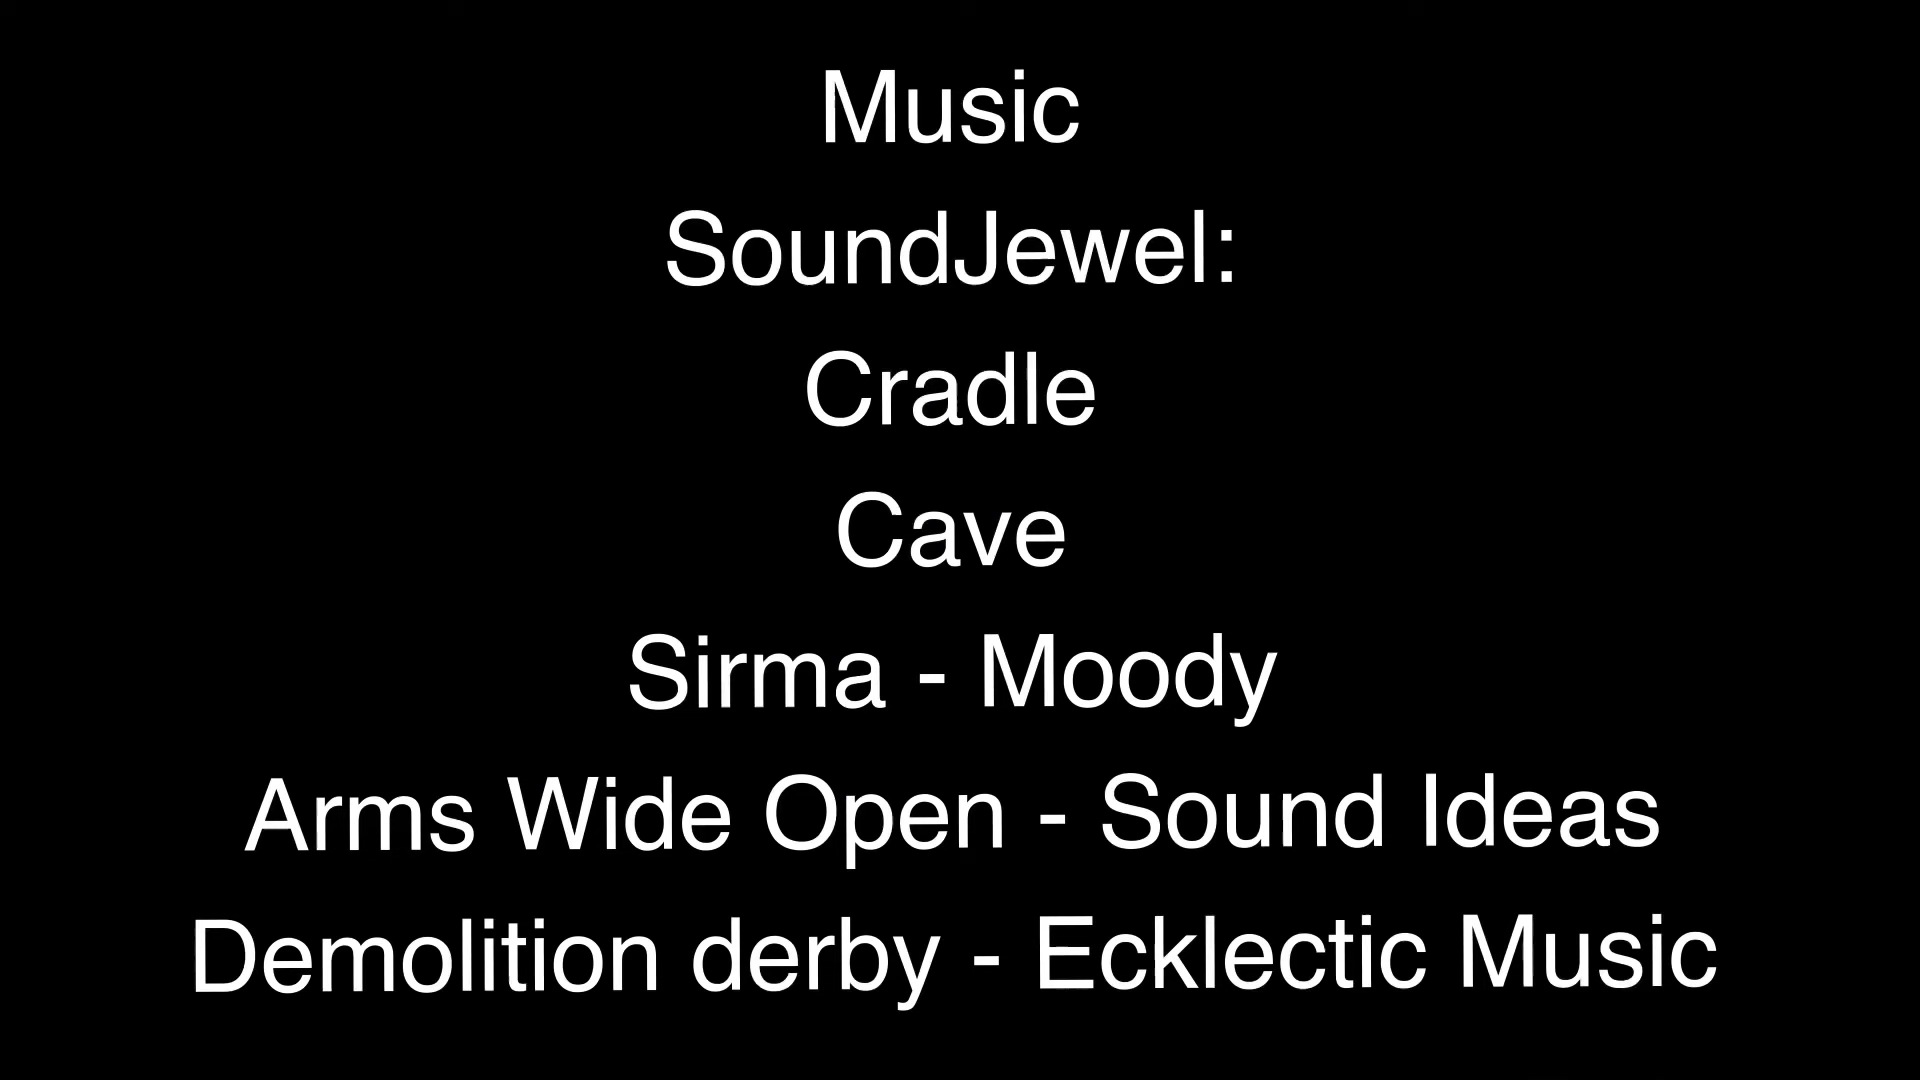 Music
SoundJewel:
Cradle
Cave
Sirma - Moody
Arms Wide Open - Sound Ideas
Demolition derby - Ecklectic Music